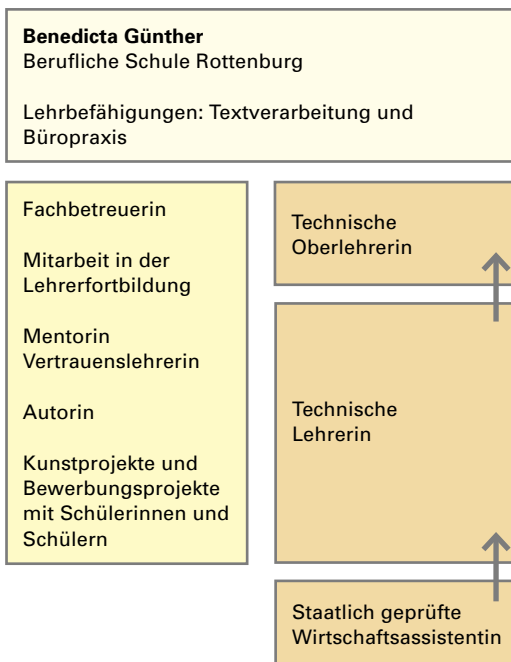 Benedicta Günther
Berufliche Schule Rottenburg
Lehrbefähigungen: Textverarbeitung und
Büropraxis
Fachbetreuerin
Mitarbeit in der
Lehrerfortbildung
Mentorin
Vertrauenslehrerin
Autorin
Kunstprojekte und
Bewerbungsprojekte
mit Schülerinnen und
Schülern
Technische
Oberlehrerin
Technische
Lehrerin
Staatlich geprüfte
Wirtschaftsassistentin